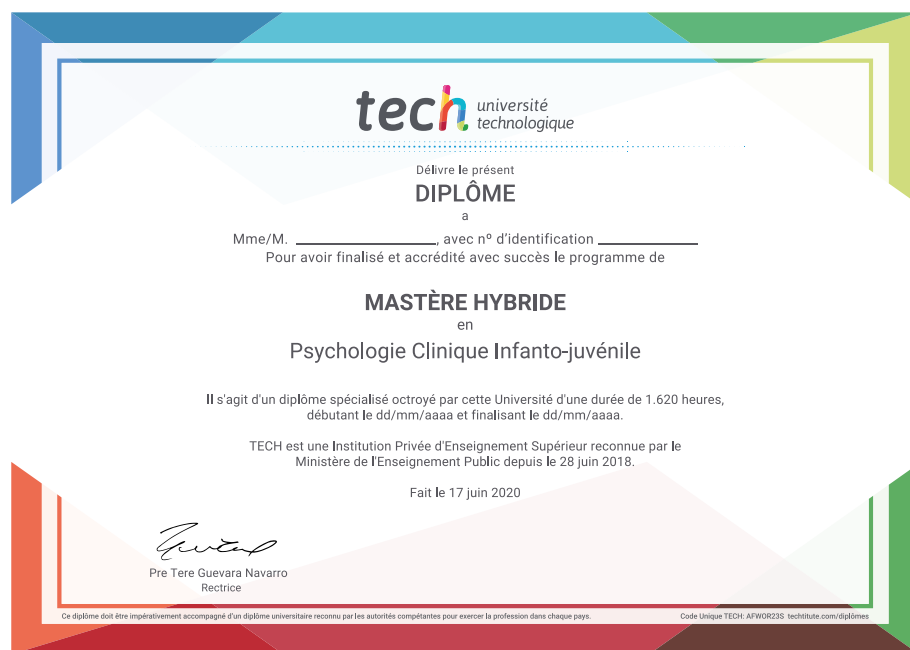 tech université
technologique
Délivre le présent
DIPLÔME
a
Mme/M. ________________, avec nº d'identification ____________
Pour avoir finalisé et accrédité avec succès le programme de
MASTÈRE HYBRIDE
en
Psychologie Clinique Infanto-juvénile
Il s'agit d'un diplôme spécialisé octroyé par cette Université d'une durée de 1.620 heures,
débutant le dd/mm/aaaa et finalisant le dd/mm/aaaa.
TECH est une Institution Privée d'Enseignement Supérieur reconnue par le
Ministère de l'Enseignement Public depuis le 28 juin 2018.
Fait le 17 juin 2020
Pre Tere Guevara Navarro
Rectrice
Ce diplôme doit être impérativement accompagné d'un diplôme universitaire reconnu par les autorités compétantes pour exercer la profession dans chaque pays.
Code Unique TECH: AFWOR23S techtitute.com/diplômes